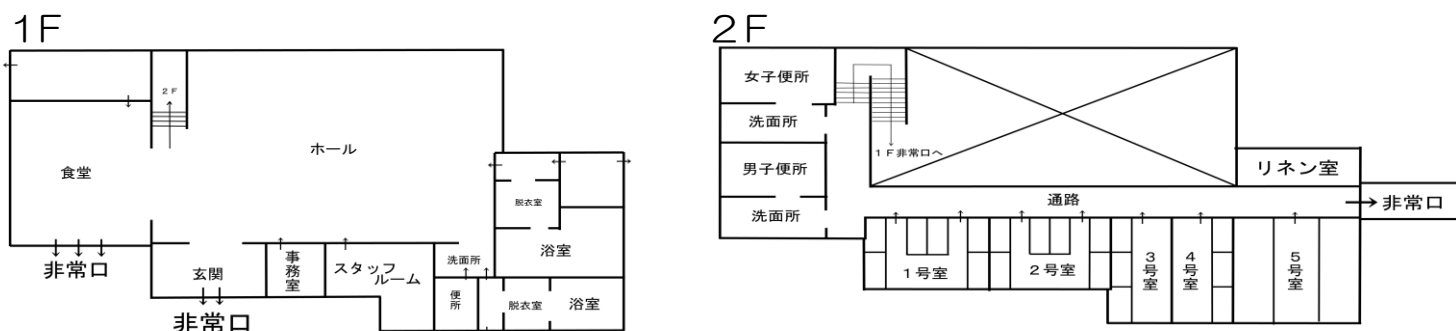 1F
2F
ホール
食堂
脱衣室
浴室
洗面所
事務室
スタッフ
ルーム
玄関
便所
脱衣室
浴室
非常口
非常口
2F
女子便所
洗面所
1F非常口へ
男子便所
洗面所
リネン室
通路
非常口
1号室
2号室
3号室
4号室
5号室